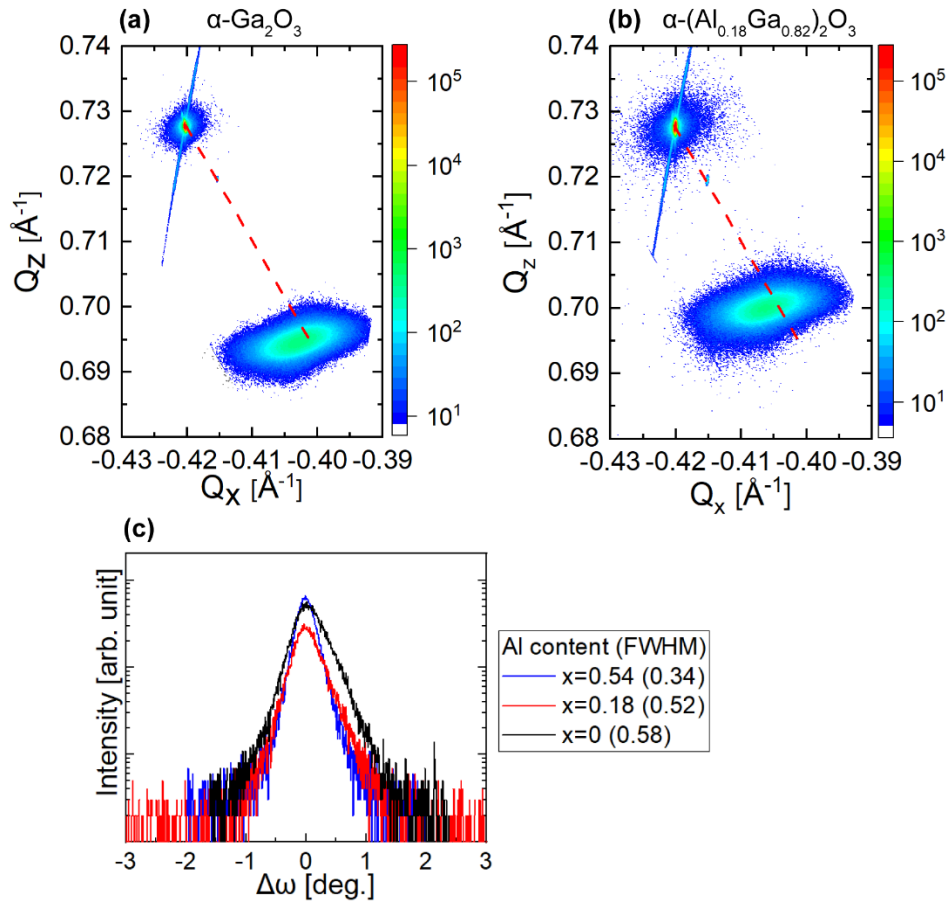 (a) α-Ga₂O₃
0.74
0.73
0.72
0.71
0.70
0.69
0.68
Q_Z [Å⁻¹]
-0.43 -0.42 -0.41 -0.40 -0.39
Q_X [Å⁻¹]
10⁵
10⁴
10³
10²
10¹
(b) α-(Al₀.₁₈Ga₀.₈₂)₂O₃
0.74
0.73
0.72
0.71
0.70
0.69
0.68
Q_z [Å⁻¹]
-0.43 -0.42 -0.41 -0.40 -0.39
Q_x [Å⁻¹]
10⁵
10⁴
10³
10²
10¹
(c)
Intensity [arb. unit]
-3 -2 -1 0 1 2 3
Δω [deg.]
Al content (FWHM)
x=0.54 (0.34)
x=0.18 (0.52)
x=0 (0.58)